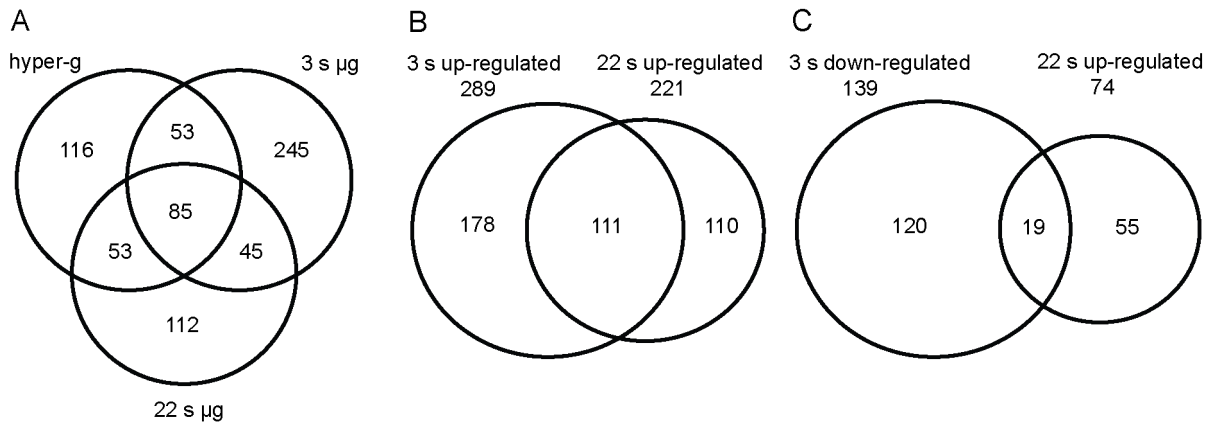 A
hyper-g
3 s µg
116
53
245
85
53
45
112
22 s µg
B
3 s up-regulated
289
22 s up-regulated
221
178
111
110
C
3 s down-regulated
139
22 s up-regulated
74
120
19
55